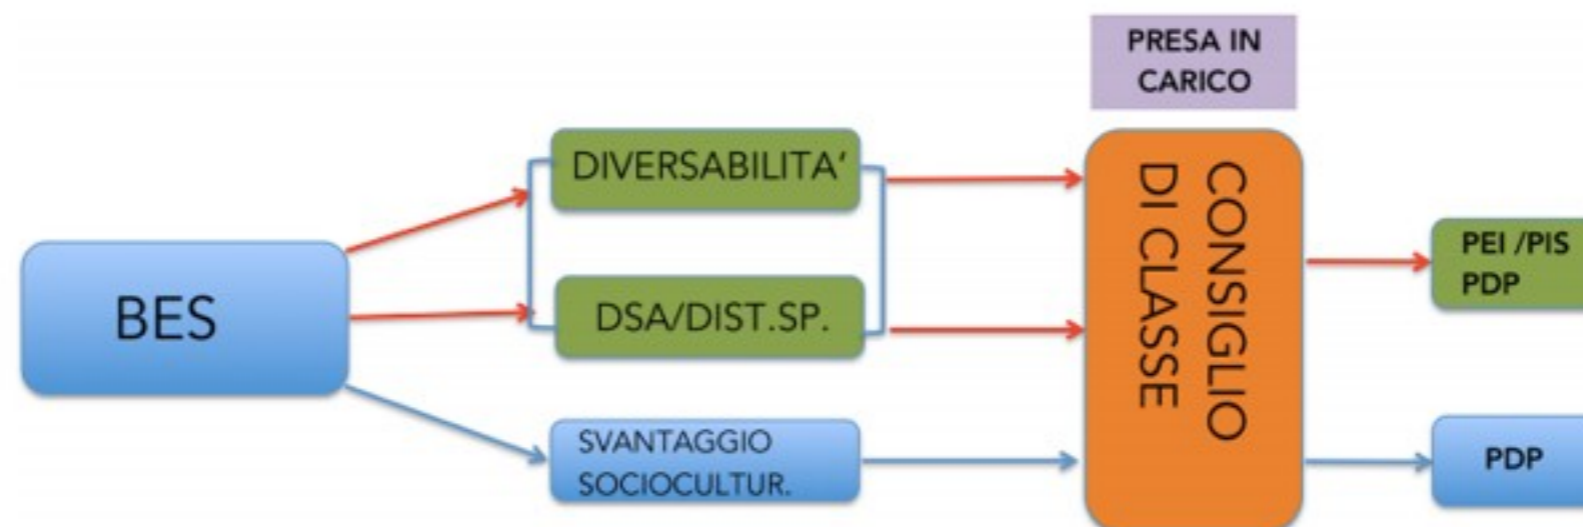 PRESA IN
CARICO
DIVERSABILITA’
CONSIGLIO
DI CLASSE
PEI /PIS
PDP
BES
DSA/DIST.SP.
SVANTAGGIO
SOCIOCULTUR.
PDP